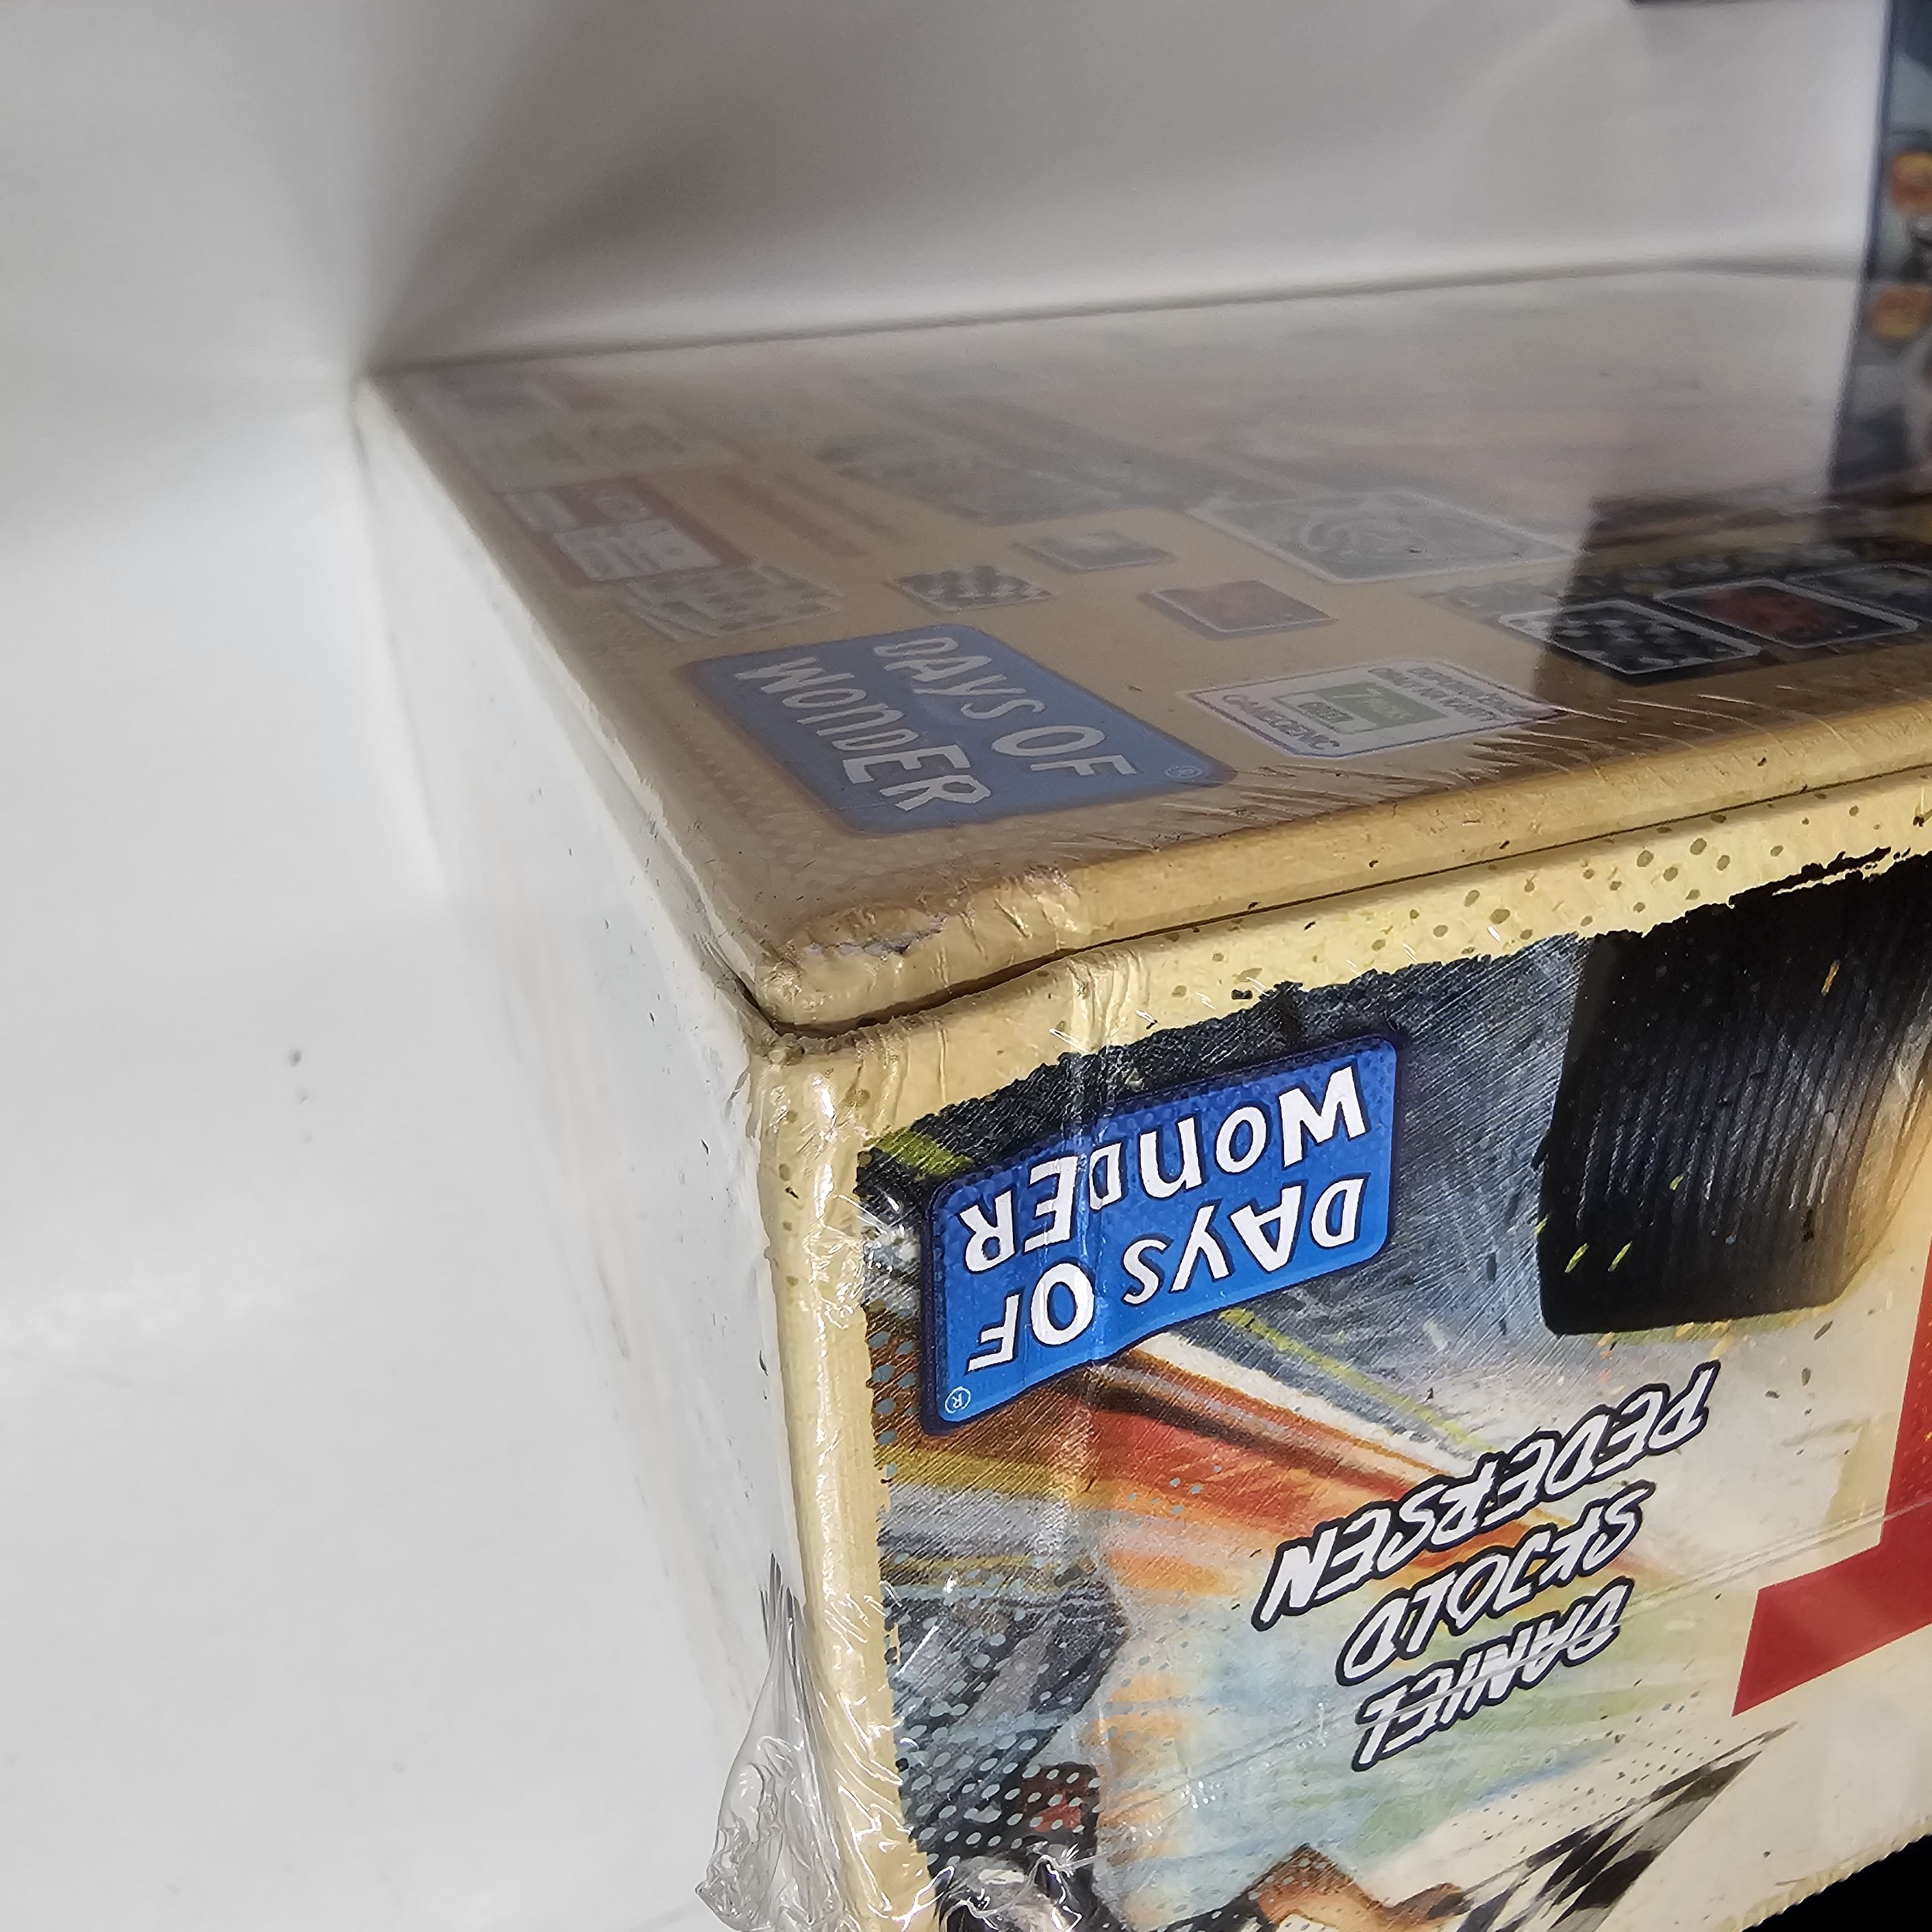 DAYS OF
WONDER
®
DAYS OF
WONDER
®
DANIEL
SKJOLD
PEDERSEN